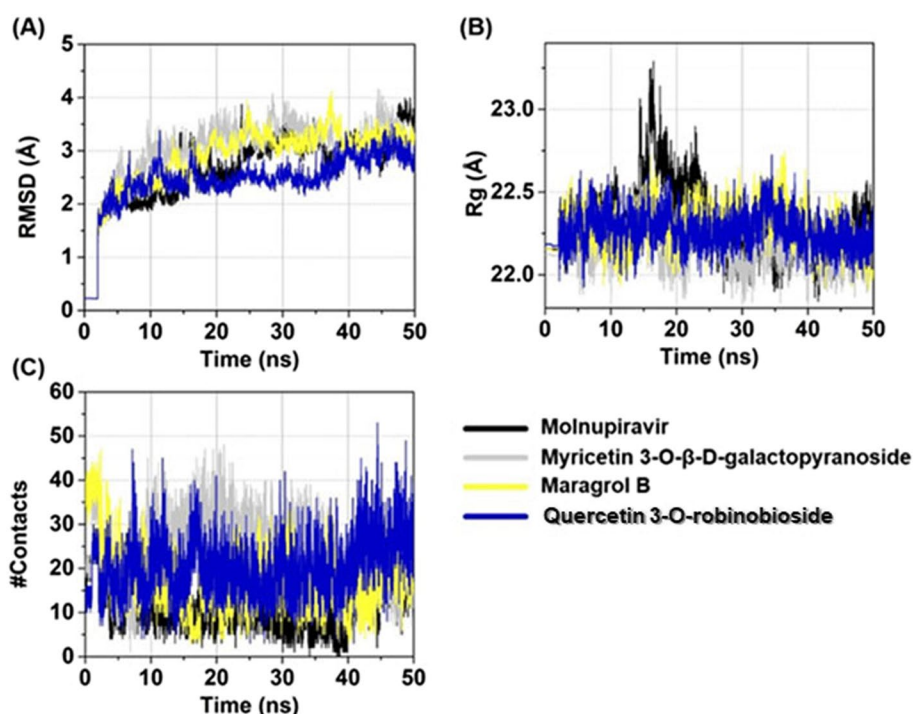 (A)
5
4
3
2
1
0
RMSD (Å)
0 10 20 30 40 50
Time (ns)
(B)
23.0
22.5
22.0
Rg (Å)
0 10 20 30 40 50
Time (ns)
(C)
60
50
40
30
20
10
0
#Contacts
0 10 20 30 40 50
Time (ns)
Molnupiravir
Myricetin 3-O-β-D-galactopyranoside
Maragrol B
Quercetin 3-O-robinobioside